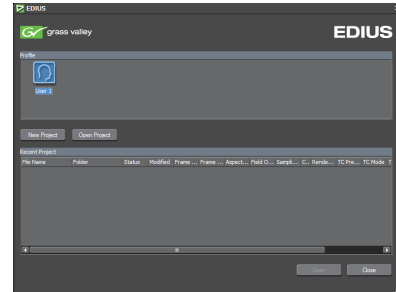 EDIUS
grass valley
EDIUS
Profile
User 1
New Project Open Project
Recent Project
File Name Folder Status Modified Frame ... Frame ... Aspect... Field O... Sampli... C... Rende... TC Pre... TC Mode T
Open Close